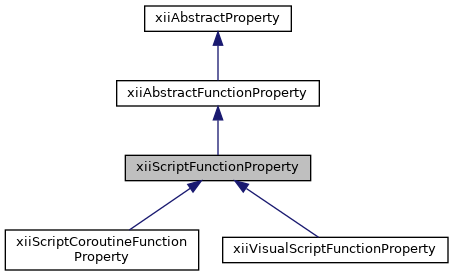 xiiAbstractProperty
xiiAbstractFunctionProperty
xiiScriptFunctionProperty
xiiScriptCoroutineFunction
Property
xiiVisualScriptFunctionProperty